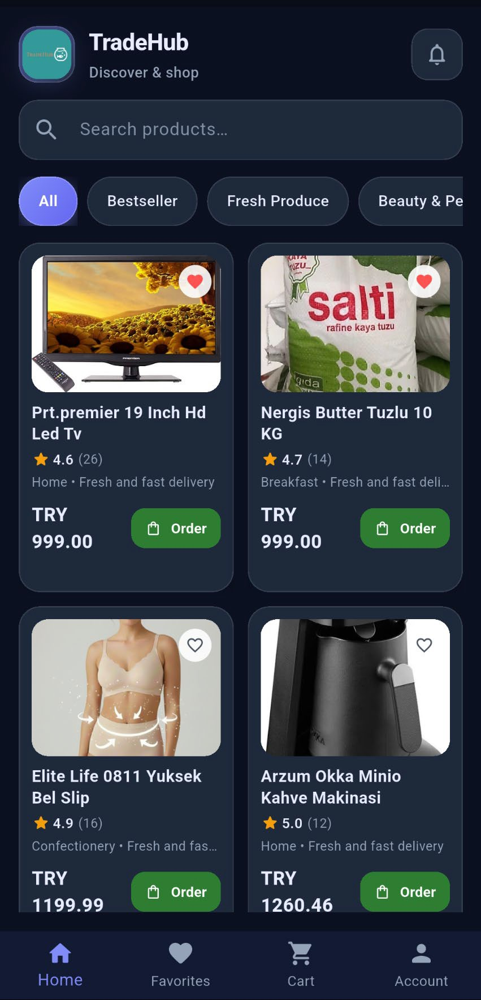 TradeHub
TradeHub
Discover & shop
Search products…
All
Bestseller
Fresh Produce
Beauty & Pe
PREMIER
KAYA
TUZU...
salti
rafine kaya tuzu
gıda
Prt.premier 19 Inch Hd
Led Tv
4.6 (26)
Home • Fresh and fast delivery
TRY
999.00
Order
Nergis Butter Tuzlu 10
KG
4.7 (14)
Breakfast • Fresh and fast deli…
TRY
999.00
Order
Elite Life 0811 Yuksek
Bel Slip
4.9 (16)
Confectionery • Fresh and fas…
TRY
1199.99
Order
Arzum Okka Minio
Kahve Makinasi
5.0 (12)
Home • Fresh and fast delivery
TRY
1260.46
Order
Home
Favorites
Cart
Account